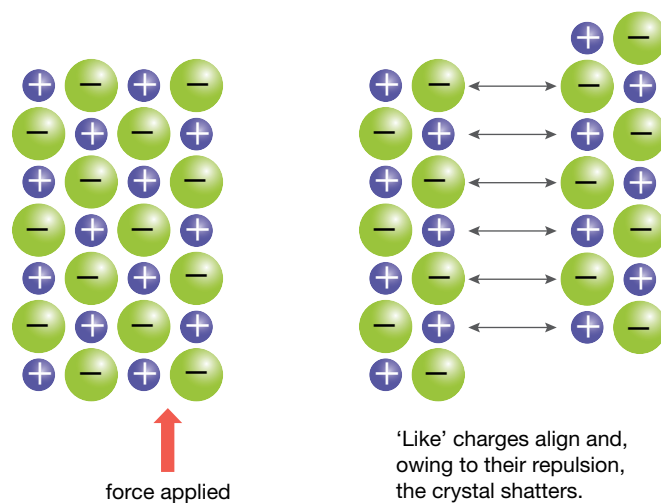 + − + −
− + − +
+ − + −
− + − +
+ − + −
− + − +
+ − + −
force applied
+ −
+ − − +
− + + −
+ − − +
− + + −
+ − − +
− + + −
+ −
‘Like’ charges align and,
owing to their repulsion,
the crystal shatters.